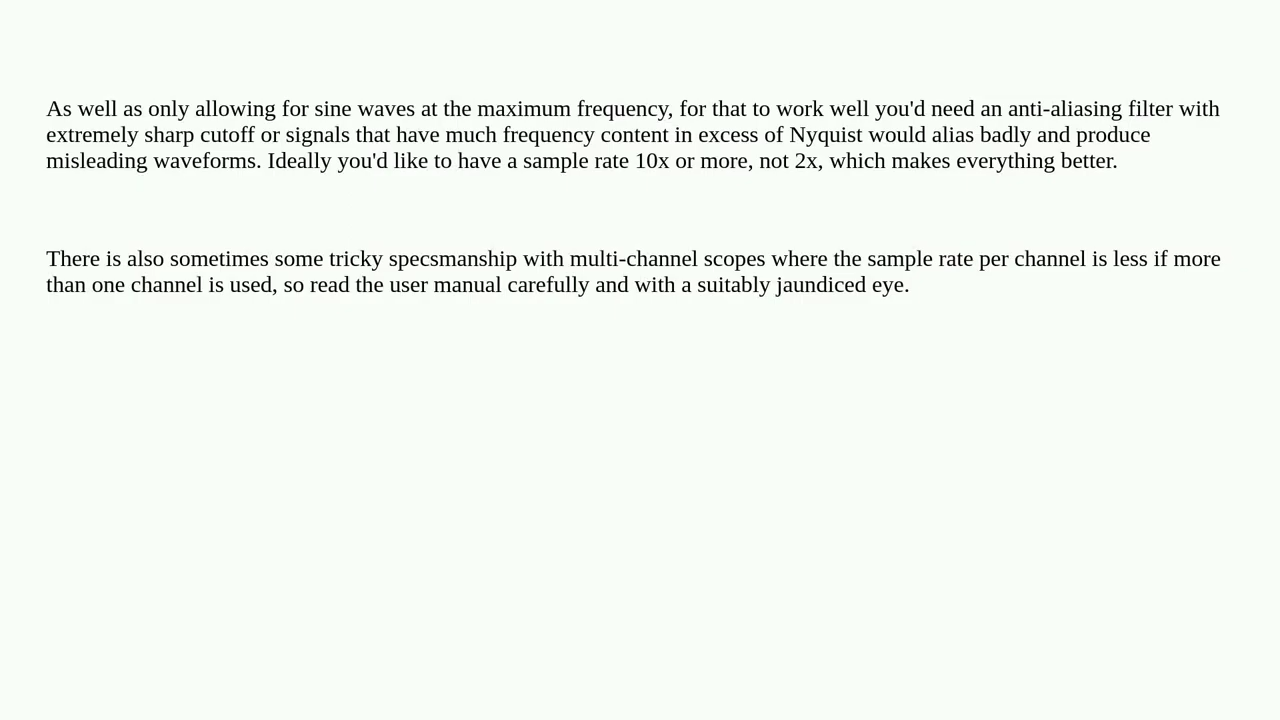 As well as only allowing for sine waves at the maximum frequency, for that to work well you'd need an anti-aliasing filter with
extremely sharp cutoff or signals that have much frequency content in excess of Nyquist would alias badly and produce
misleading waveforms. Ideally you'd like to have a sample rate 10x or more, not 2x, which makes everything better.
There is also sometimes some tricky specsmanship with multi-channel scopes where the sample rate per channel is less if more
than one channel is used, so read the user manual carefully and with a suitably jaundiced eye.